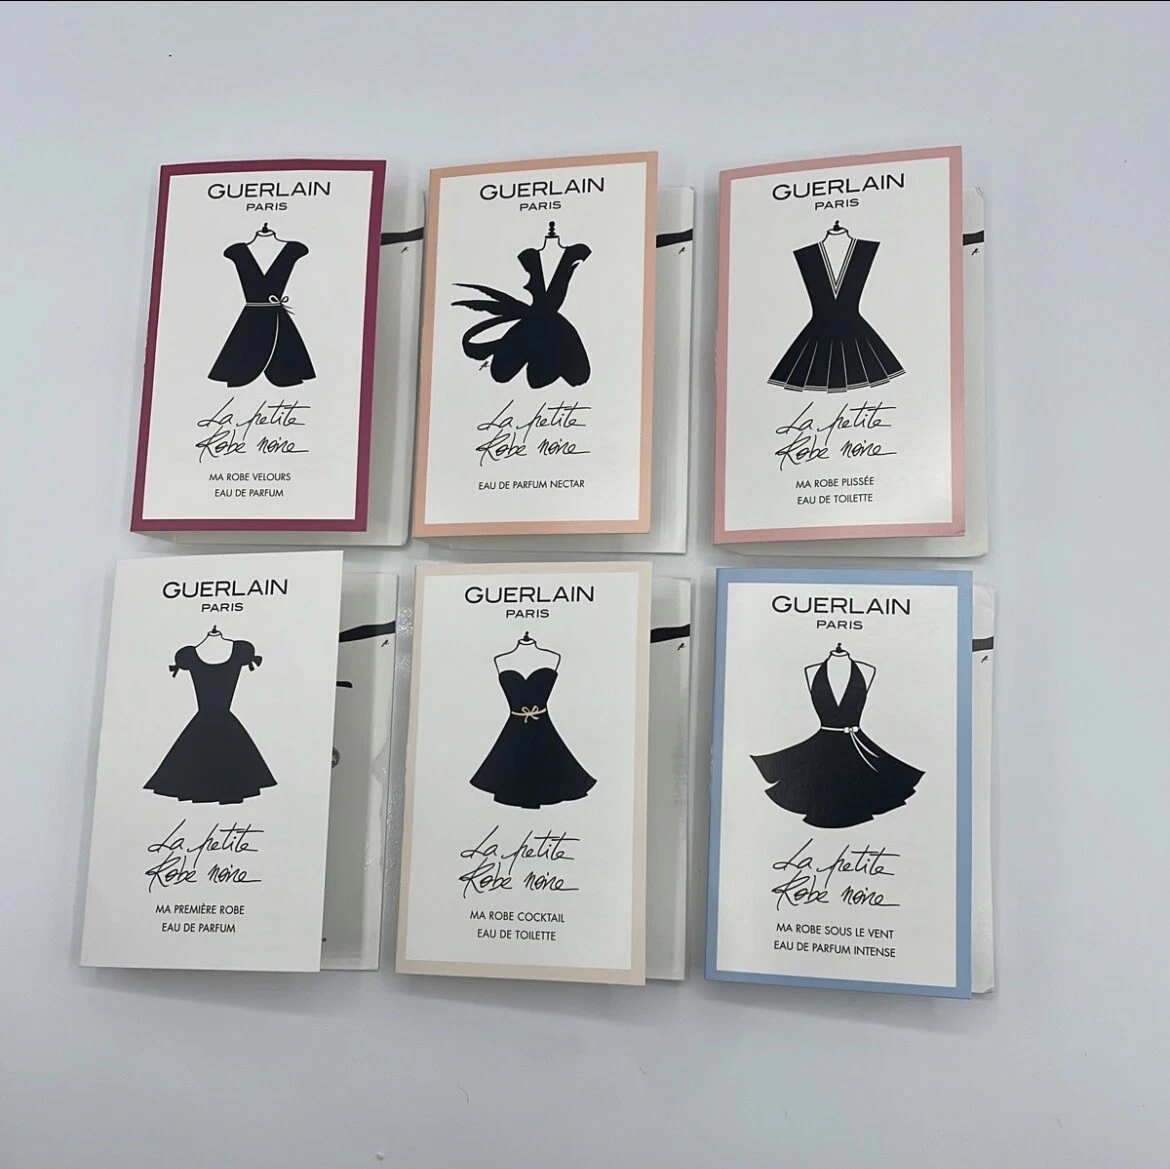 GUERLAIN
PARIS
La petite
Robe noire
MA ROBE VELOURS
EAU DE PARFUM
GUERLAIN
PARIS
La petite
Robe noire
EAU DE PARFUM NECTAR
GUERLAIN
PARIS
La petite
Robe noire
MA ROBE PLISSÉE
EAU DE TOILETTE
GUERLAIN
PARIS
La petite
Robe noire
MA PREMIÈRE ROBE
EAU DE PARFUM
GUERLAIN
PARIS
La petite
Robe noire
MA ROBE COCKTAIL
EAU DE TOILETTE
GUERLAIN
PARIS
La petite
Robe noire
MA ROBE SOUS LE VENT
EAU DE PARFUM INTENSE